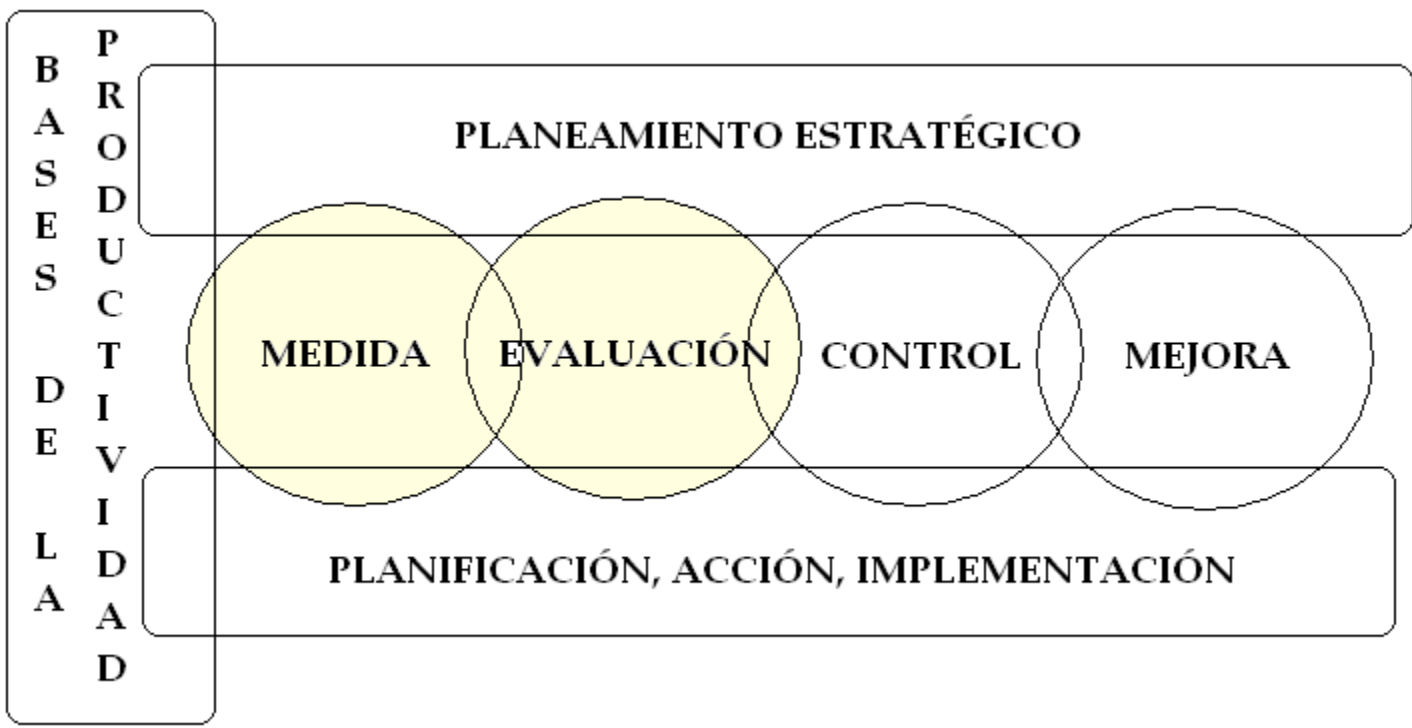 BASES DE LA
PRODUCTIVIDAD
PLANEAMIENTO ESTRATÉGICO
MEDIDA
EVALUACIÓN
CONTROL
MEJORA
PLANIFICACIÓN, ACCIÓN, IMPLEMENTACIÓN